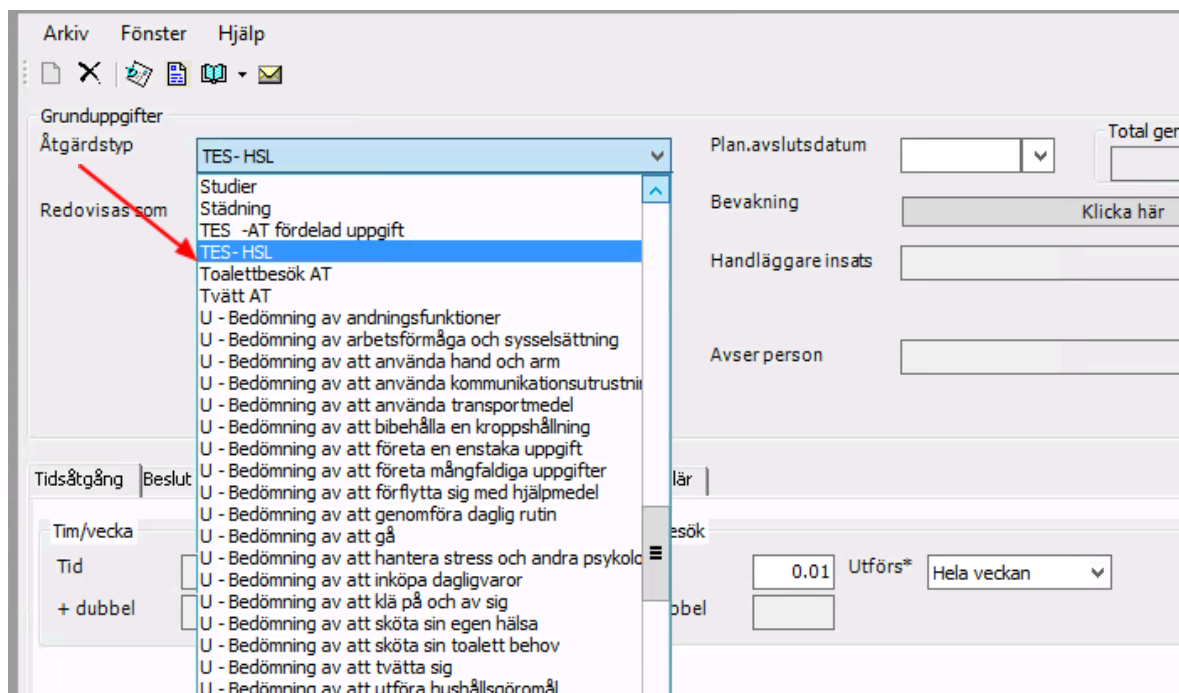 Arkiv Fönster Hjälp
Grunduppgifter
Åtgärdstyp
TES- HSL
Redovisas som
Studier
Städning
TES -AT fördelad uppgift
TES- HSL
Toalettbesök AT
Tvätt AT
U - Bedömning av andningsfunktioner
U - Bedömning av arbetsförmåga och sysselsättning
U - Bedömning av att använda hand och arm
U - Bedömning av att använda kommunikationsutrustni
U - Bedömning av att använda transportmedel
U - Bedömning av att bibehålla en kroppshållning
U - Bedömning av att företa en enstaka uppgift
U - Bedömning av att företa mångfaldiga uppgifter
U - Bedömning av att förflytta sig med hjälpmedel
U - Bedömning av att genomföra daglig rutin
U - Bedömning av att gå
U - Bedömning av att hantera stress och andra psykolo
U - Bedömning av att inköpa dagligvaror
U - Bedömning av att klä på och av sig
U - Bedömning av att sköta sin egen hälsa
U - Bedömning av att sköta sin toalett behov
U - Bedömning av att tvätta sig
U - Bedömning av att utföra hushållsgöromål
Plan.avslutsdatum
Total ger
Bevakning
Klicka här
Handläggare insats
Avser person
Tidsåtgång Beslut lär
Tim/vecka esök
Tid 0.01 Utförs* Hela veckan
+ dubbel bbel